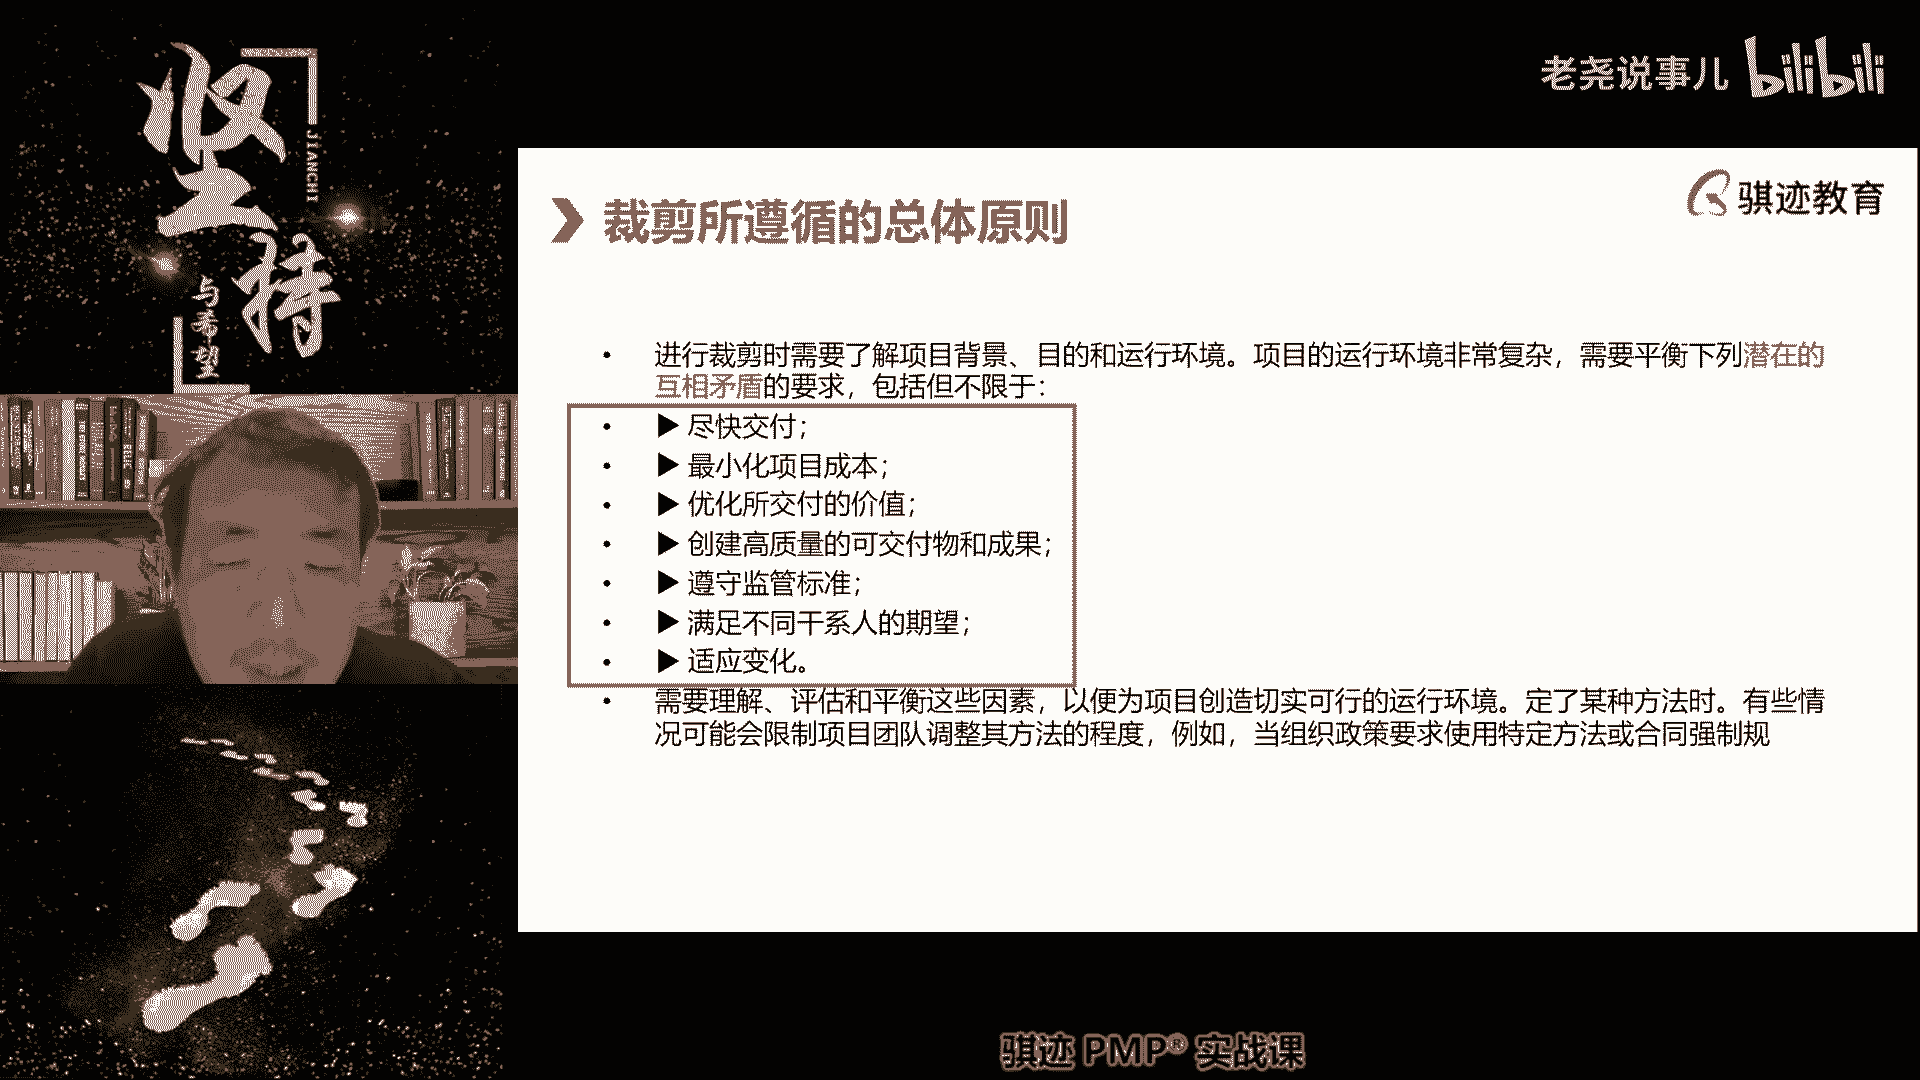 坚持
JIANCHI
与希望
老尧说事儿 bilibili
骐迹教育
裁剪所遵循的总体原则
• 进行裁剪时需要了解项目背景、目的和运行环境。项目的运行环境非常复杂，需要平衡下列潜在的
互相矛盾的要求，包括但不限于：
• ▶ 尽快交付；
• ▶ 最小化项目成本；
• ▶ 优化所交付的价值；
• ▶ 创建高质量的可交付物和成果；
• ▶ 遵守监管标准；
• ▶ 满足不同干系人的期望；
• ▶ 适应变化。
• 需要理解、评估和平衡这些因素，以便为项目创造切实可行的运行环境。定了某种方法时。有些情
况可能会限制项目团队调整其方法的程度，例如，当组织政策要求使用特定方法或合同强制规
骐迹 PMP® 实战课